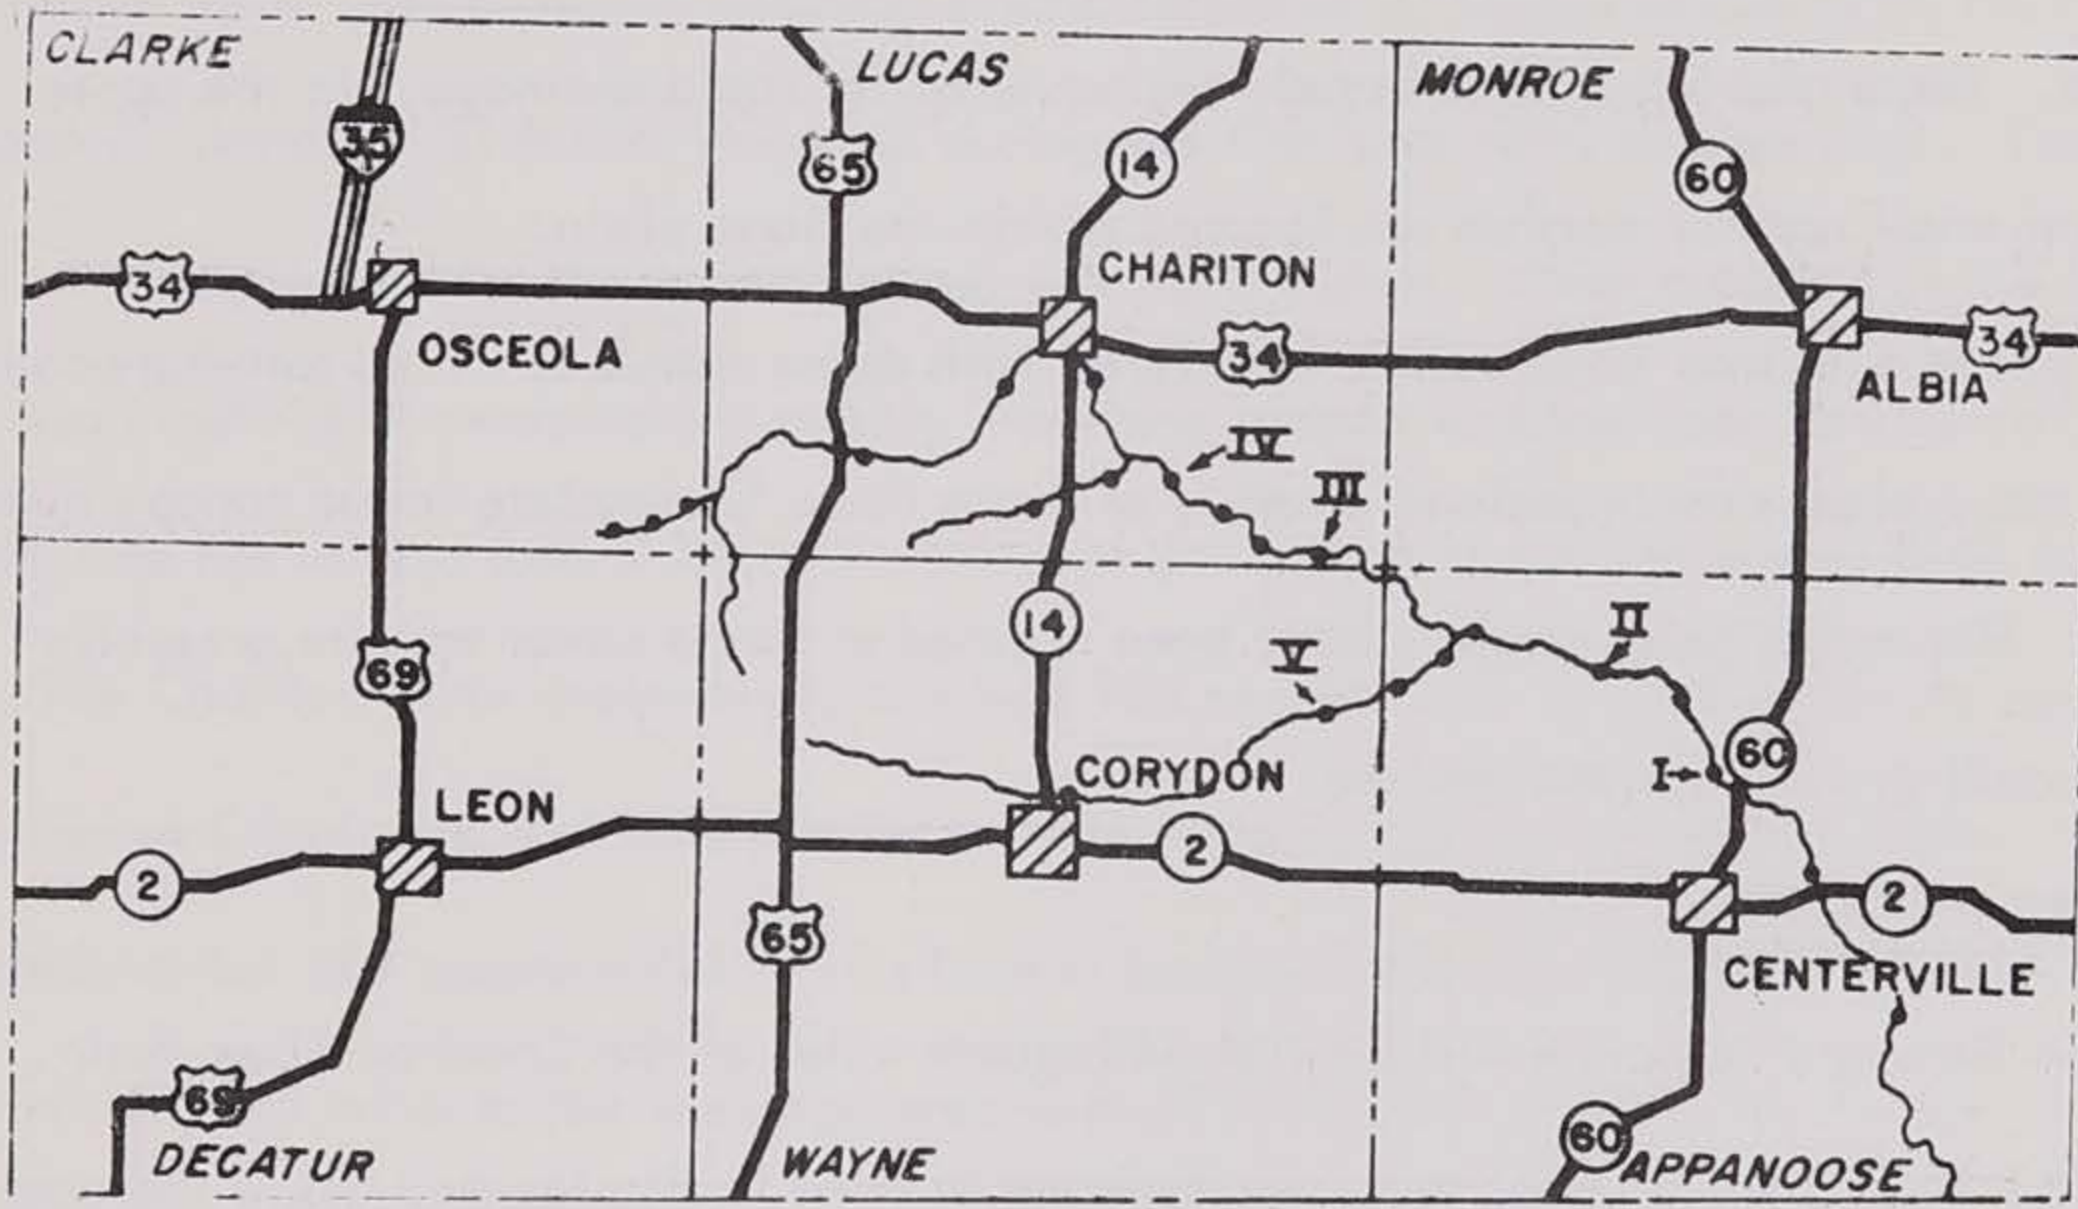 CLARKE
LUCAS
MONROE
35
65
14
60
34
CHARITON
OSCEOLA
34
34
ALBIA
IV
III
14
II
69
V
60
CORYDON
I
LEON
2
2
2
65
CENTERVILLE
69
60
DECATUR
WAYNE
APPANOOSE